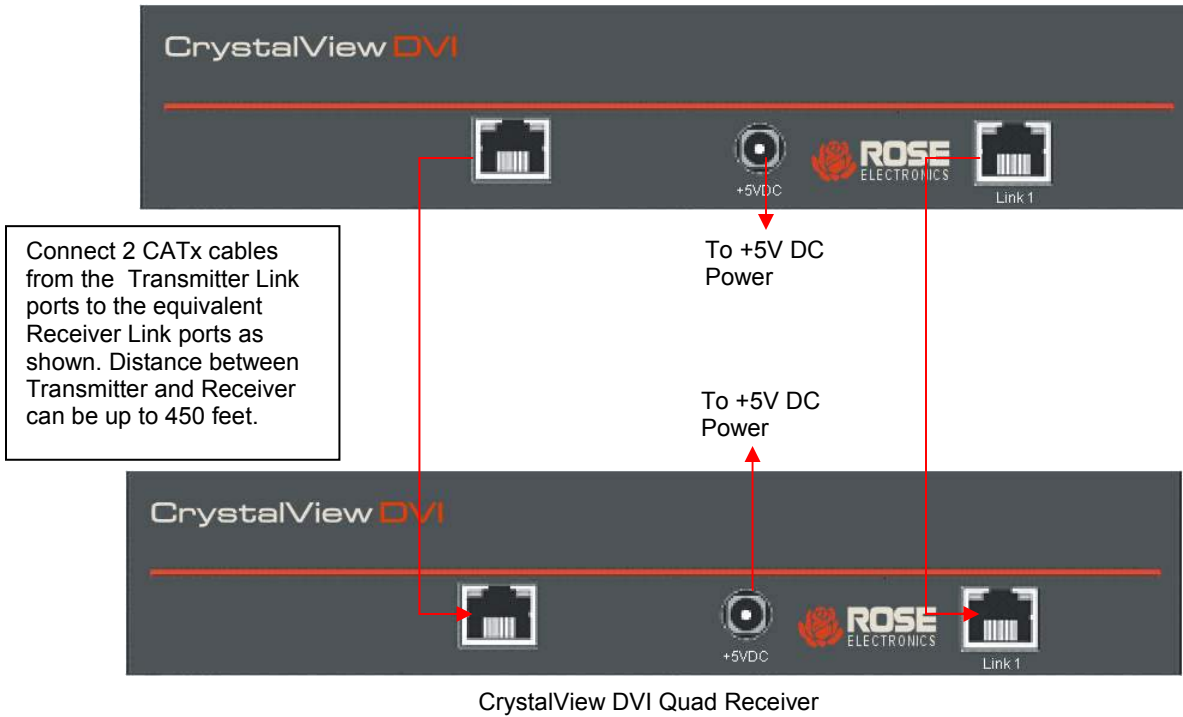 CrystalView DVI
ROSE
ELECTRONICS
+5VDC
Link 1
To +5V DC
Power
Connect 2 CATx cables
from the Transmitter Link
ports to the equivalent
Receiver Link ports as
shown. Distance between
Transmitter and Receiver
can be up to 450 feet.
To +5V DC
Power
CrystalView DVI
ROSE
ELECTRONICS
+5VDC
Link 1
CrystalView DVI Quad Receiver